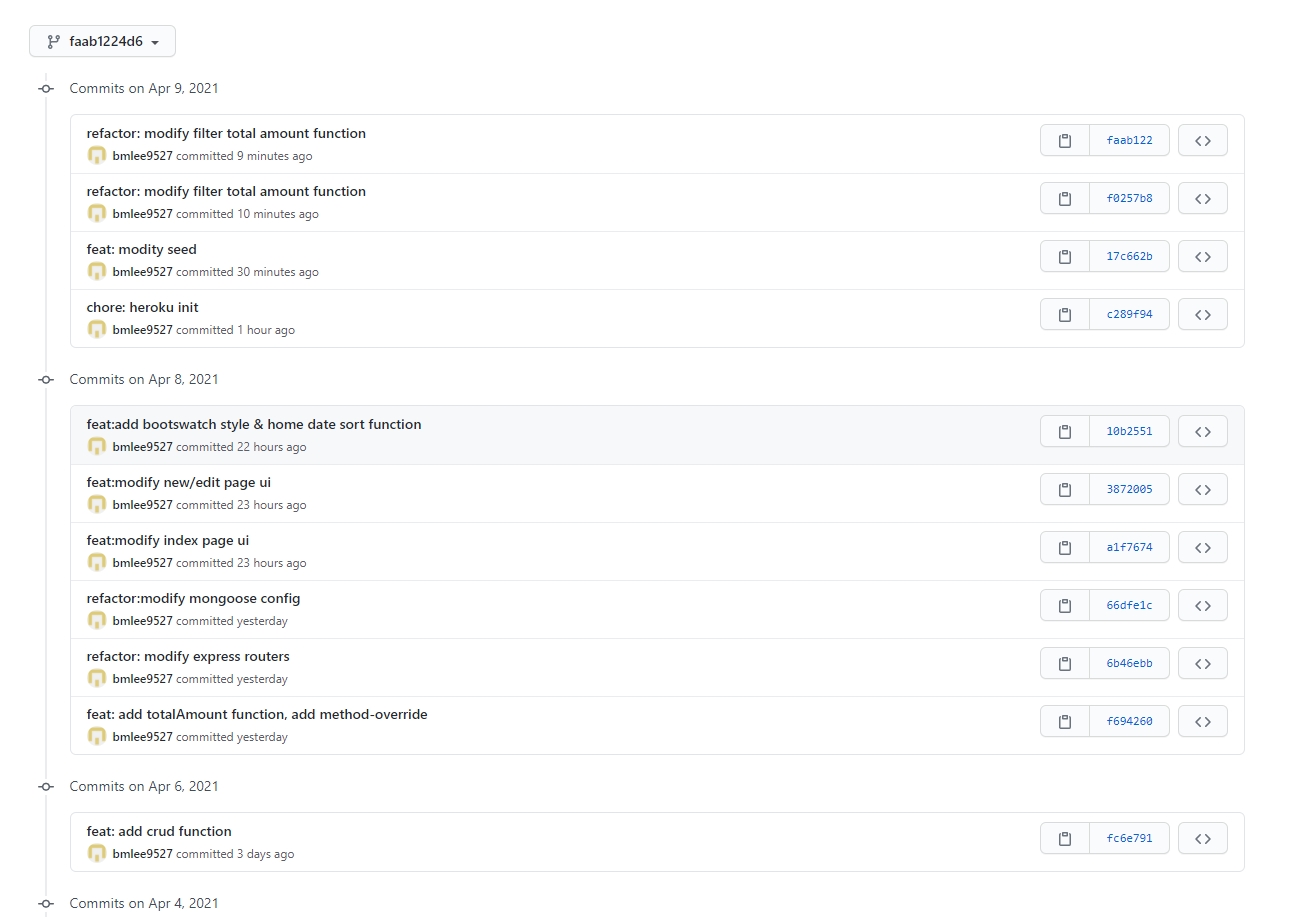 faab1224d6
Commits on Apr 9, 2021
refactor: modify filter total amount function
bmlee9527 committed 9 minutes ago
faab122
refactor: modify filter total amount function
bmlee9527 committed 10 minutes ago
f0257b8
feat: modity seed
bmlee9527 committed 30 minutes ago
17c662b
chore: heroku init
bmlee9527 committed 1 hour ago
c289f94
Commits on Apr 8, 2021
feat:add bootswatch style & home date sort function
bmlee9527 committed 22 hours ago
10b2551
feat:modify new/edit page ui
bmlee9527 committed 23 hours ago
3872005
feat:modify index page ui
bmlee9527 committed 23 hours ago
a1f7674
refactor:modify mongoose config
bmlee9527 committed yesterday
66dfe1c
refactor: modify express routers
bmlee9527 committed yesterday
6b46ebb
feat: add totalAmount function, add method-override
bmlee9527 committed yesterday
f694260
Commits on Apr 6, 2021
feat: add crud function
bmlee9527 committed 3 days ago
fc6e791
Commits on Apr 4, 2021